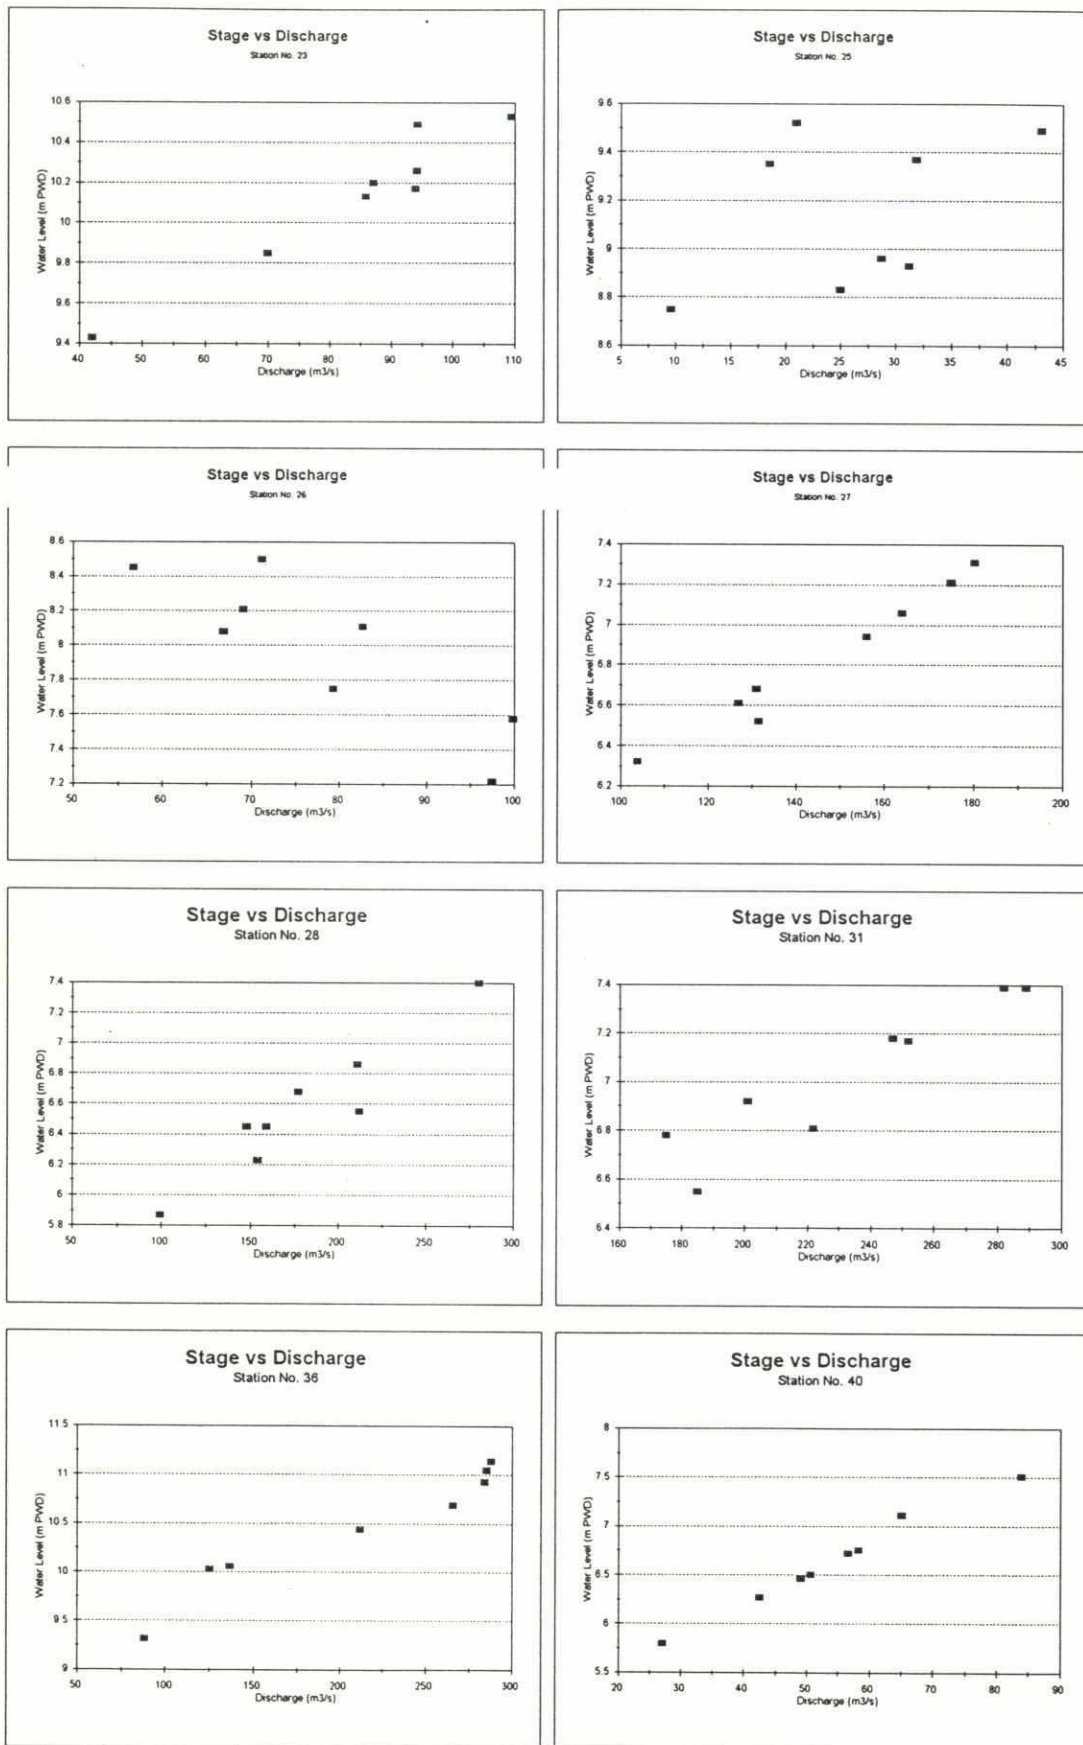 Stage vs Discharge
Station No. 23
Water Level (m PWD)
10.6
10.4
10.2
10
9.8
9.6
9.4
40 50 60 70 80 90 100 110
Discharge (m3/s)
Stage vs Discharge
Station No. 25
Water Level (m PWD)
9.6
9.4
9.2
9
8.8
8.6
5 10 15 20 25 30 35 40 45
Discharge (m3/s)
Stage vs Discharge
Station No. 26
Water Level (m PWD)
8.6
8.4
8.2
8
7.8
7.6
7.4
7.2
50 60 70 80 90 100
Discharge (m3/s)
Stage vs Discharge
Station No. 27
Water Level (m PWD)
7.4
7.2
7
6.8
6.6
6.4
6.2
100 120 140 160 180 200
Discharge (m3/s)
Stage vs Discharge
Station No. 28
Water Level (m PWD)
7.4
7.2
7
6.8
6.6
6.4
6.2
6
5.8
50 100 150 200 250 300
Discharge (m3/s)
Stage vs Discharge
Station No. 31
Water Level (m PWD)
7.4
7.2
7
6.8
6.6
6.4
160 180 200 220 240 260 280 300
Discharge (m3/s)
Stage vs Discharge
Station No. 36
Water Level (m PWD)
11.5
11
10.5
10
9.5
9
50 100 150 200 250 300
Discharge (m3/s)
Stage vs Discharge
Station No. 40
Water Level (m PWD)
8
7.5
7
6.5
6
5.5
20 30 40 50 60 70 80 90
Discharge (m3/s)